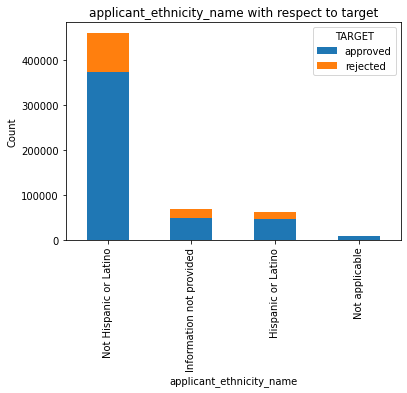 applicant_ethnicity_name with respect to target
TARGET
approved
rejected
Count
400000
300000
200000
100000
0
Not Hispanic or Latino
Information not provided
Hispanic or Latino
Not applicable
applicant_ethnicity_name